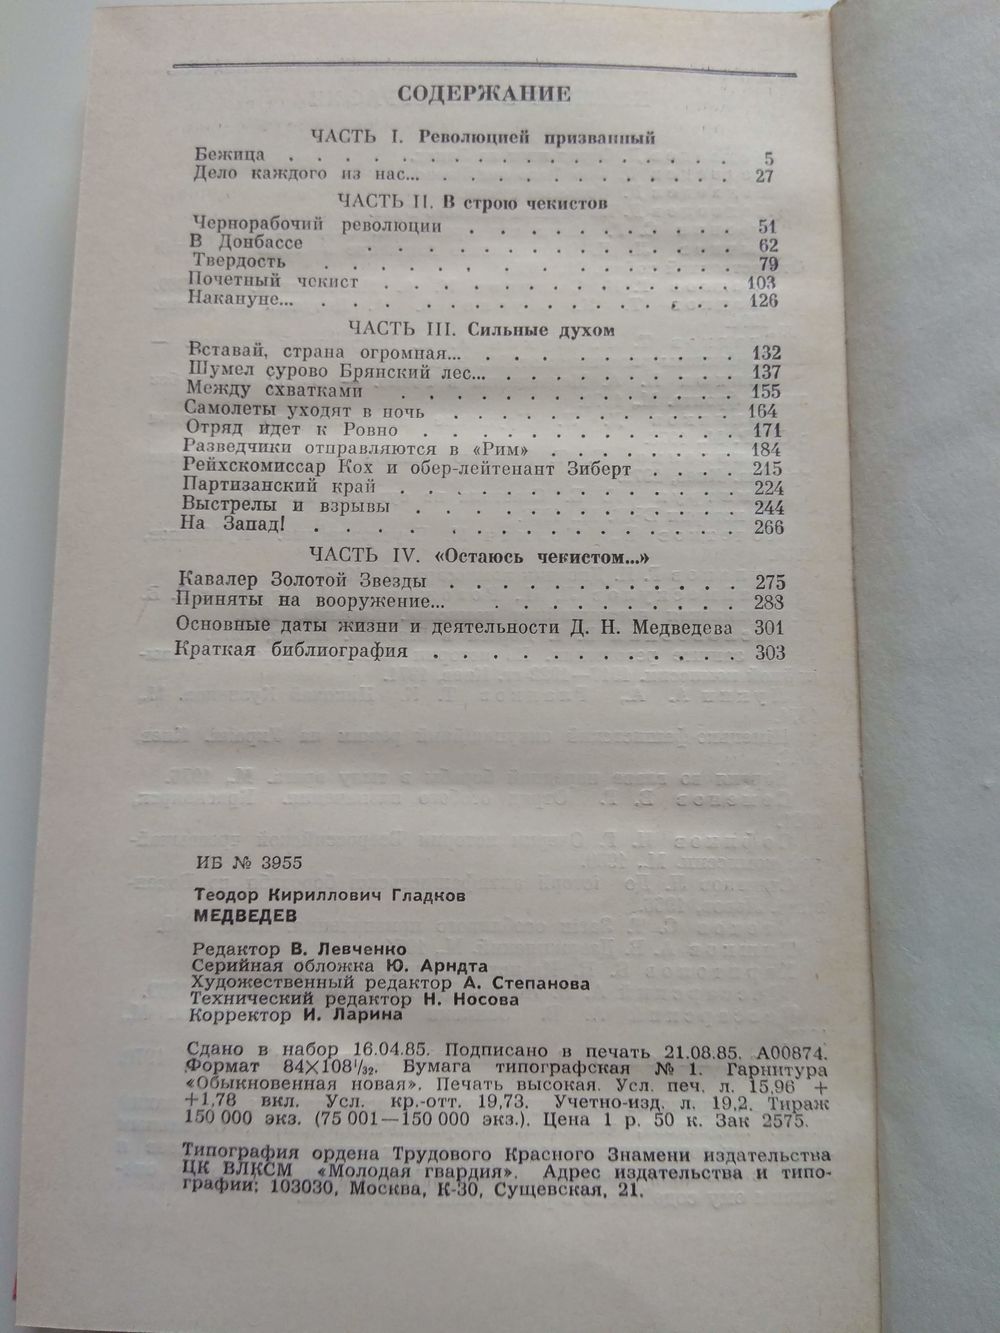 СОДЕРЖАНИЕ
ЧАСТЬ I. Революцией призванный
Бежица . . . . . . . . . . . . . . . . . 5
Дело каждого из нас... . . . . . . . . . . . . 27
ЧАСТЬ II. В строю чекистов
Чернорабочий революции . . . . . . . . . . 51
В Донбассе . . . . . . . . . . . . . . 62
Твердость . . . . . . . . . . . . . . 79
Почетный чекист . . . . . . . . . . . . . 103
Накануне... . . . . . . . . . . . . . . 126
ЧАСТЬ III. Сильные духом
Вставай, страна огромная... . . . . . . . . . . 132
Шумел сурово Брянский лес... . . . . . . . . . 137
Между схватками . . . . . . . . . . . . . 155
Самолеты уходят в ночь . . . . . . . . . . . 164
Отряд идет к Ровно . . . . . . . . . . . . 171
Разведчики отправляются в «Рим» . . . . . . . . 184
Рейхскомиссар Кох и обер-лейтенант Зиберт . . . . 215
Партизанский край . . . . . . . . . . . . 224
Выстрелы и взрывы . . . . . . . . . . . . 244
На Запад! . . . . . . . . . . . . . . 266
ЧАСТЬ IV. «Остаюсь чекистом...»
Кавалер Золотой Звезды . . . . . . . . . . . 275
Приняты на вооружение... . . . . . . . . . . 283
Основные даты жизни и деятельности Д. Н. Медведева 301
Краткая библиография . . . . . . . . . . . 303
ИБ № 3955
Теодор Кириллович Гладков
МЕДВЕДЕВ
Редактор В. Левченко
Серийная обложка Ю. Арндта
Художественный редактор А. Степанова
Технический редактор Н. Носова
Корректор И. Ларина
Сдано в набор 16.04.85. Подписано в печать 21.08.85. А00874.
Формат 84×108¹/₃₂. Бумага типографская № 1. Гарнитура
«Обыкновенная новая». Печать высокая. Усл. печ. л. 15,96 +
+1,78 вкл. Усл. кр.-отт. 19,73. Учетно-изд. л. 19,2. Тираж
150 000 экз. (75 001—150 000 экз.). Цена 1 р. 50 к. Зак 2575.
Типография ордена Трудового Красного Знамени издательства
ЦК ВЛКСМ «Молодая гвардия». Адрес издательства и типо-
графии: 103030, Москва, К-30, Сущевская, 21.